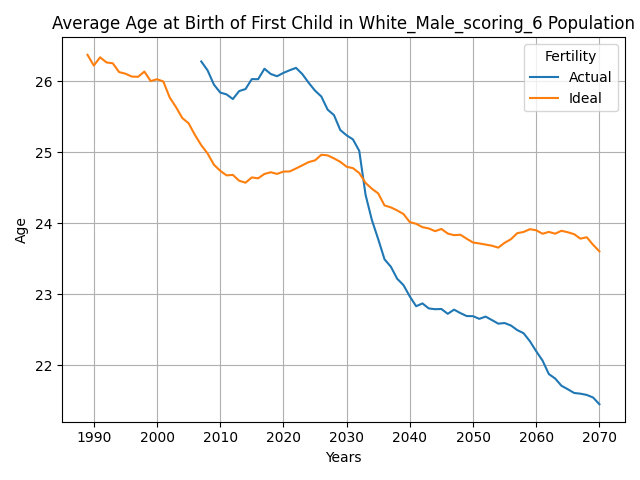 Average Age at Birth of First Child in White_Male_scoring_6 Population
Fertility
Actual
Ideal
Age
26
25
24
23
22
1990 2000 2010 2020 2030 2040 2050 2060 2070
Years